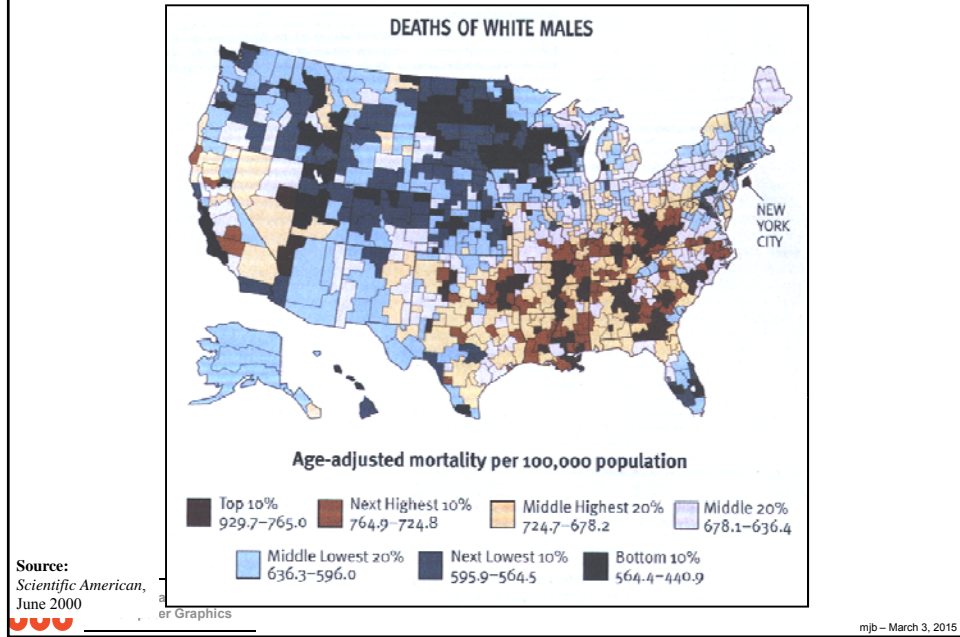 DEATHS OF WHITE MALES
NEW
YORK
CITY
Age-adjusted mortality per 100,000 population
Top 10%
929.7–765.0
Next Highest 10%
764.9–724.8
Middle Highest 20%
724.7–678.2
Middle 20%
678.1–636.4
Middle Lowest 20%
636.3–596.0
Next Lowest 10%
595.9–564.5
Bottom 10%
564.4–440.9
Source:
Scientific American,
June 2000
Graphics
mjb – March 3, 2015